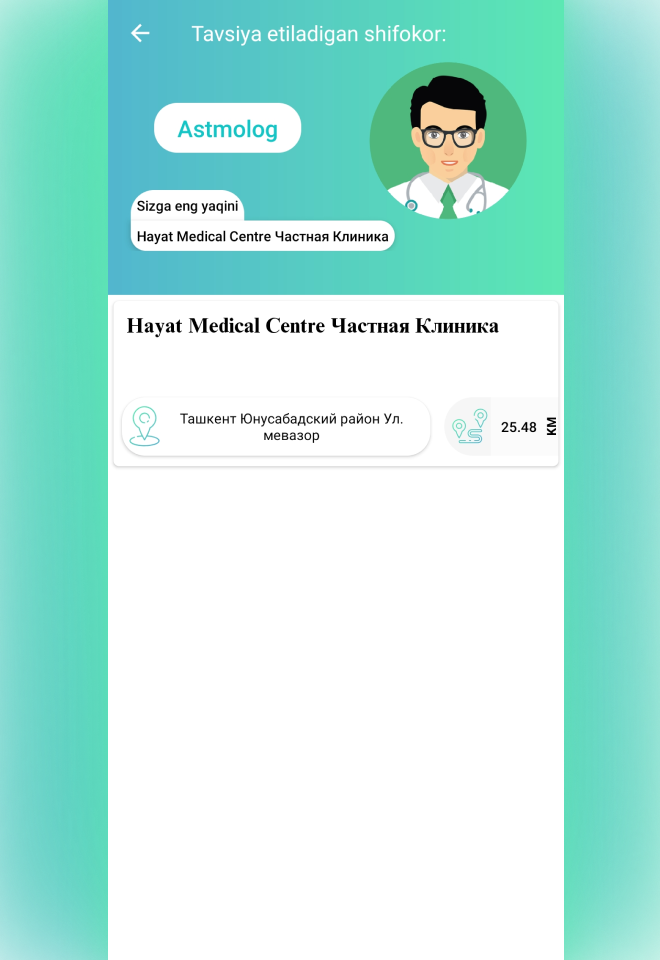 Tavsiya etiladigan shifokor:
Astmolog
Sizga eng yaqini
Hayat Medical Centre Частная Клиника
Hayat Medical Centre Частная Клиника
Ташкент Юнусабадский район Ул.
мевазор
25.48 KM